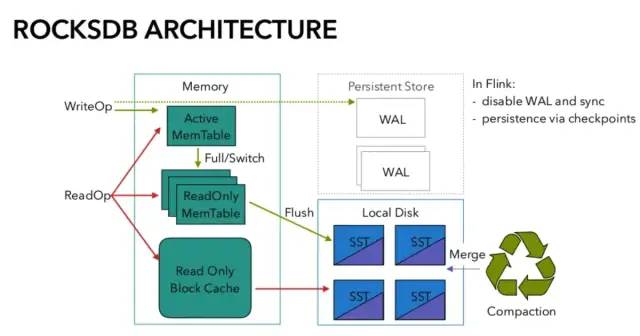 ROCKSDB ARCHITECTURE
Memory
Persistent Store
In Flink:
- disable WAL and sync
- persistence via checkpoints
WriteOp
Active
MemTable
WAL
Full/Switch
WAL
ReadOp
ReadOnly
MemTable
Flush
Local Disk
SST
SST
Merge
Read Only
Block Cache
SST
SST
Compaction